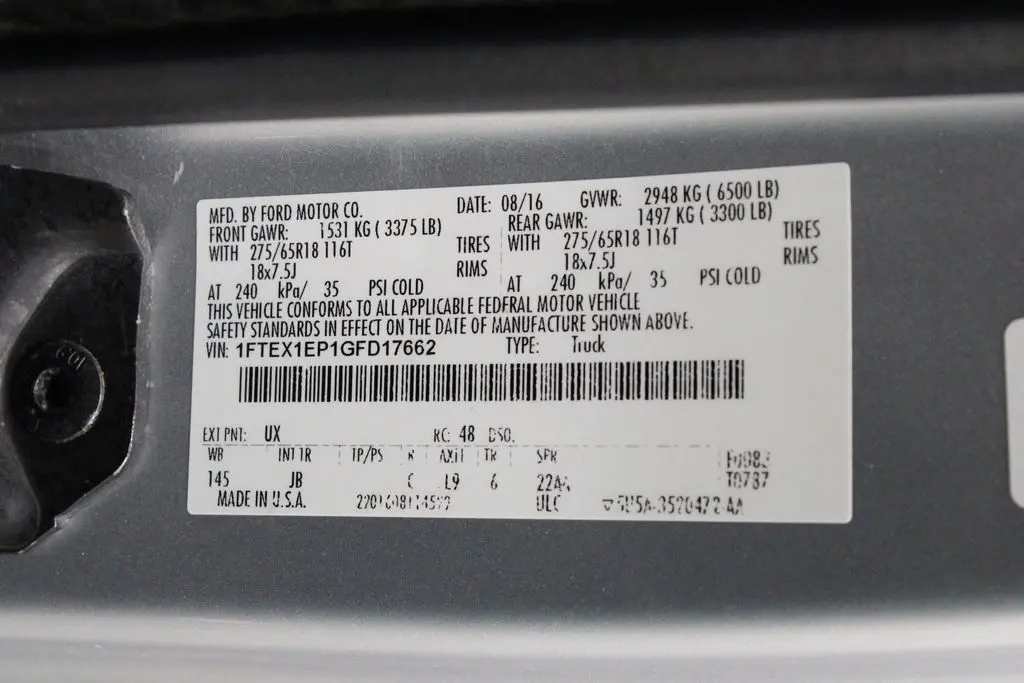 MFD. BY FORD MOTOR CO. DATE: 08/16 GVWR: 2948 KG ( 6500 LB)
FRONT GAWR: 1531 KG ( 3375 LB) REAR GAWR: 1497 KG ( 3300 LB)
WITH 275/65R18 116T TIRES WITH 275/65R18 116T TIRES
18x7.5J RIMS 18x7.5J RIMS
AT 240 kPa/ 35 PSI COLD AT 240 kPa/ 35 PSI COLD
THIS VEHICLE CONFORMS TO ALL APPLICABLE FEDERAL MOTOR VEHICLE
SAFETY STANDARDS IN EFFECT ON THE DATE OF MANUFACTURE SHOWN ABOVE.
VIN: 1FTEX1EP1GFD17662 TYPE: Truck
EXT PNT: UX RC: 48 DSO:
WB INT TR TP/PS R AXLE TR SPR
145 JB L9 6
MADE IN U.S.A. ULC